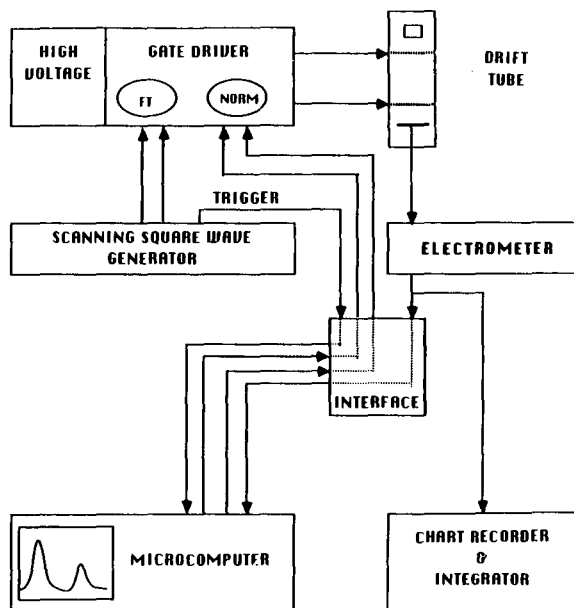 HIGH
VOLTAGE
GATE DRIVER
FT
NORM
DRIFT
TUBE
TRIGGER
SCANNING SQUARE WAVE
GENERATOR
ELECTROMETER
INTERFACE
MICROCOMPUTER
CHART RECORDER
&
INTEGRATOR